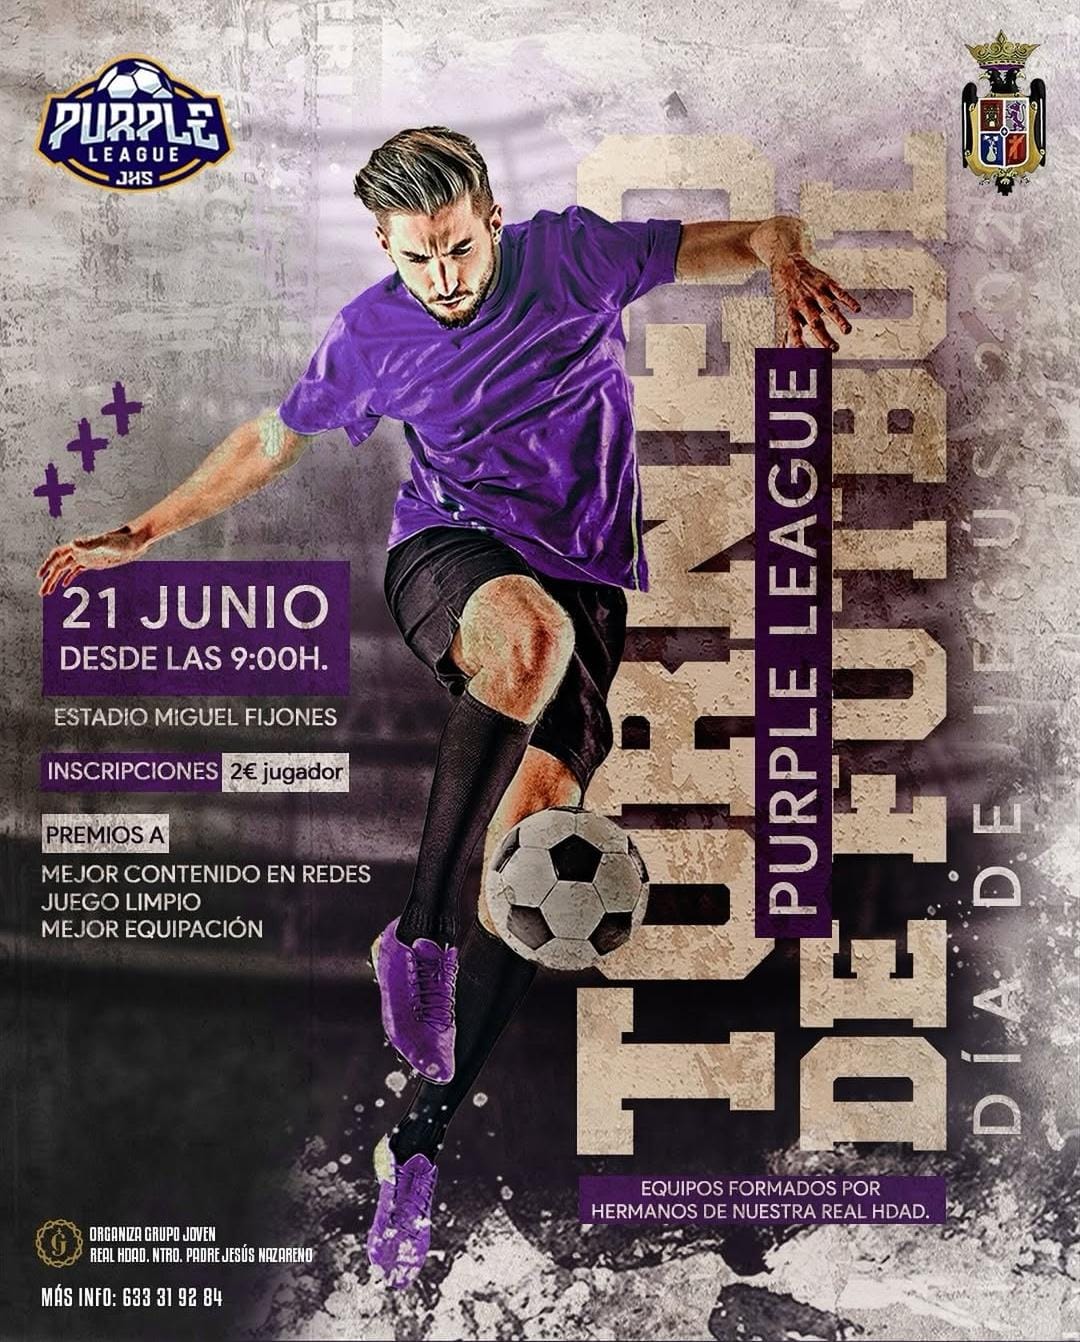 PURPLE
LEAGUE
JHS
TORNEO
DE FUTBOL
PURPLE LEAGUE
DÍA DE JESÚS
21 JUNIO
DESDE LAS 9:00H.
ESTADIO MIGUEL FIJONES
INSCRIPCIONES 2€ jugador
PREMIOS A
MEJOR CONTENIDO EN REDES
JUEGO LIMPIO
MEJOR EQUIPACIÓN
EQUIPOS FORMADOS POR
HERMANOS DE NUESTRA REAL HDAD.
ORGANIZA GRUPO JOVEN
REAL HDAD. NTRO. PADRE JESÚS NAZARENO
MÁS INFO: 633 31 92 84